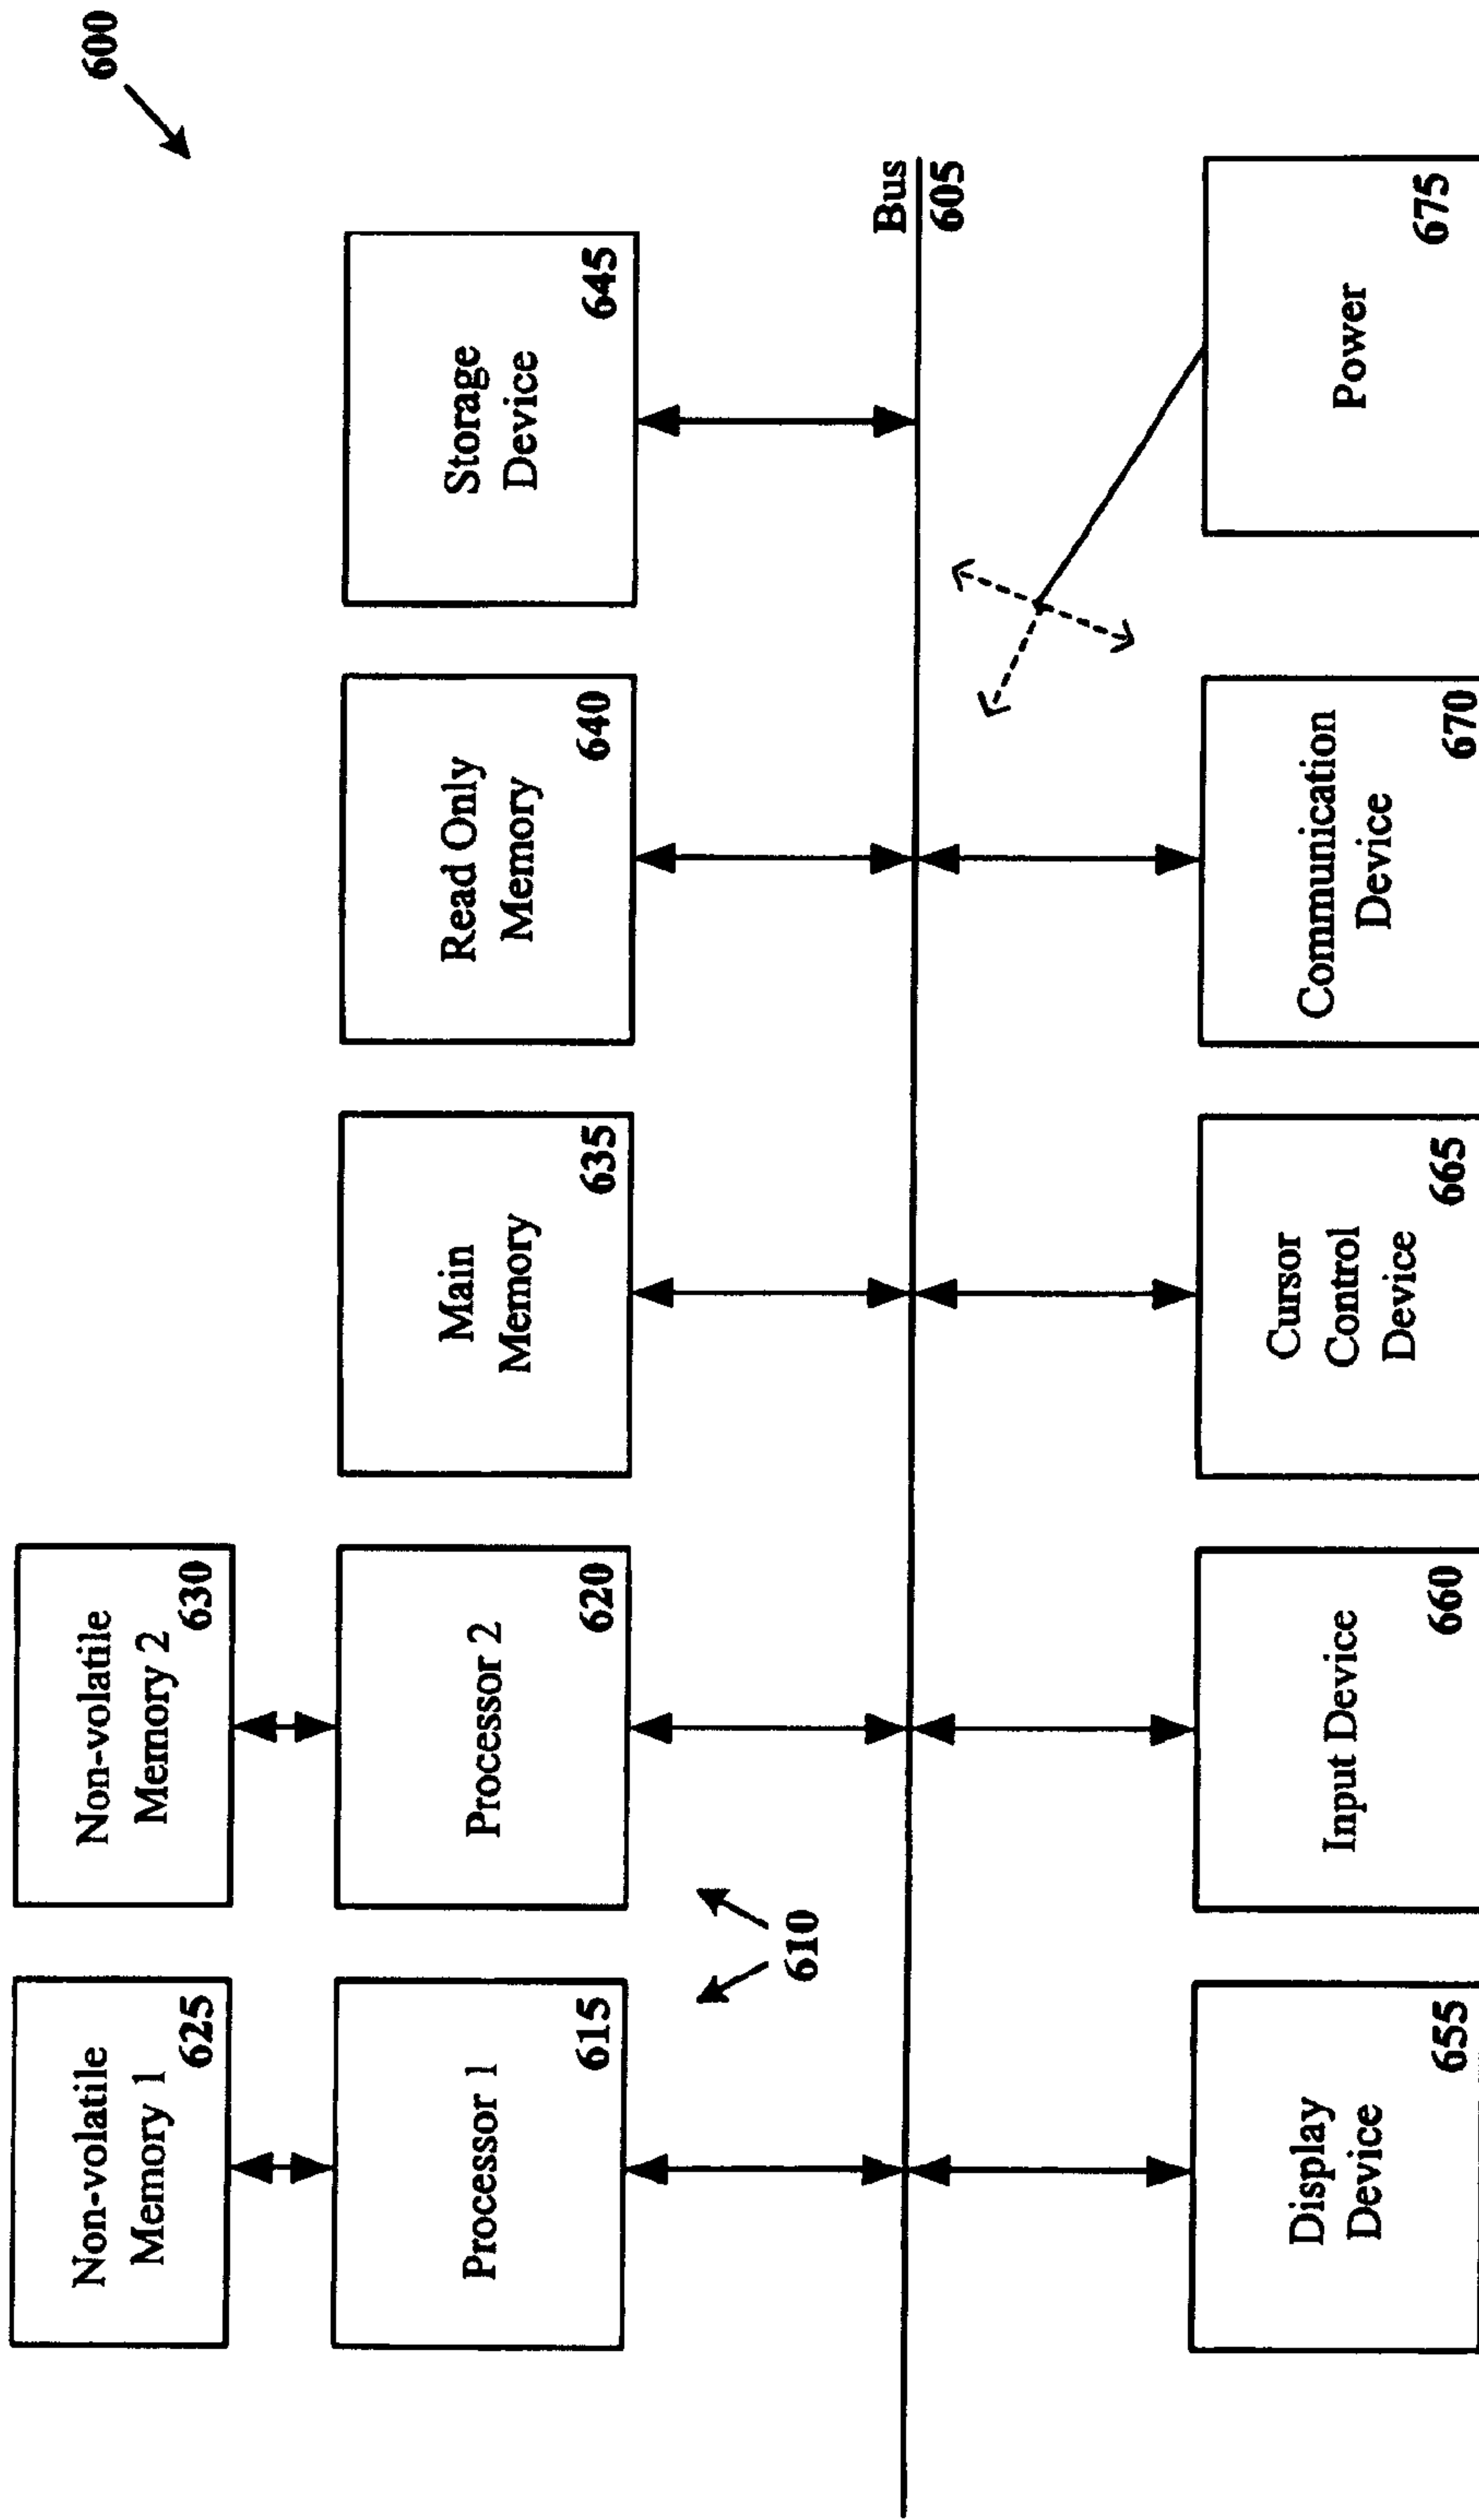 600
Non-volatile
Memory 1
625
Non-volatile
Memory 2
630
Processor 1
615
Processor 2
620
Main
Memory
635
Read Only
Memory
640
Storage
Device
645
610
Bus
605
Display
Device
655
Input Device
660
Cursor
Control
Device
665
Communication
Device
670
Power
675